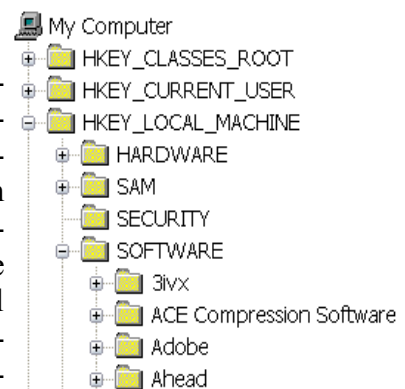 My Computer
HKEY_CLASSES_ROOT
HKEY_CURRENT_USER
HKEY_LOCAL_MACHINE
HARDWARE
SAM
SECURITY
SOFTWARE
3ivx
ACE Compression Software
Adobe
Ahead